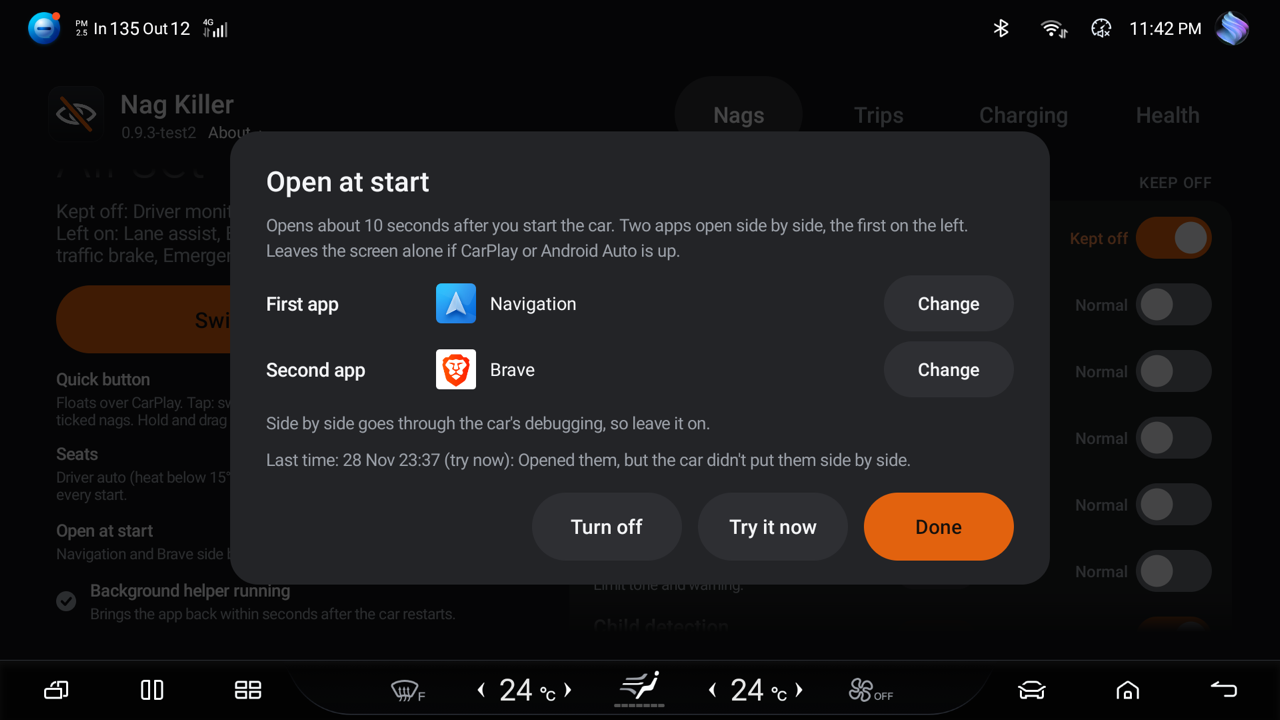 PM 2.5 In 135 Out 12 4G
11:42 PM
Nag Killer
0.9.3-test2 About
Nags Trips Charging Health
KEEP OFF
Open at start
Opens about 10 seconds after you start the car. Two apps open side by side, the first on the left.
Leaves the screen alone if CarPlay or Android Auto is up.
First app Navigation Change
Second app Brave Change
Side by side goes through the car's debugging, so leave it on.
Last time: 28 Nov 23:37 (try now): Opened them, but the car didn't put them side by side.
Turn off Try it now Done
Kept off: Driver
Left on: Lane assist,
traffic brake,
Quick button
Floats over CarPlay. Tap:
ticked nags. Hold and drag
Seats
Driver auto (heat below 15°
every start.
Open at start
Navigation and Brave side
Background helper running
Brings the app back within seconds after the car restarts.
Kept off
Normal
Normal
Normal
Normal
Normal
Limit tone and warning.
Child detection
F 24 °C 24 °C OFF